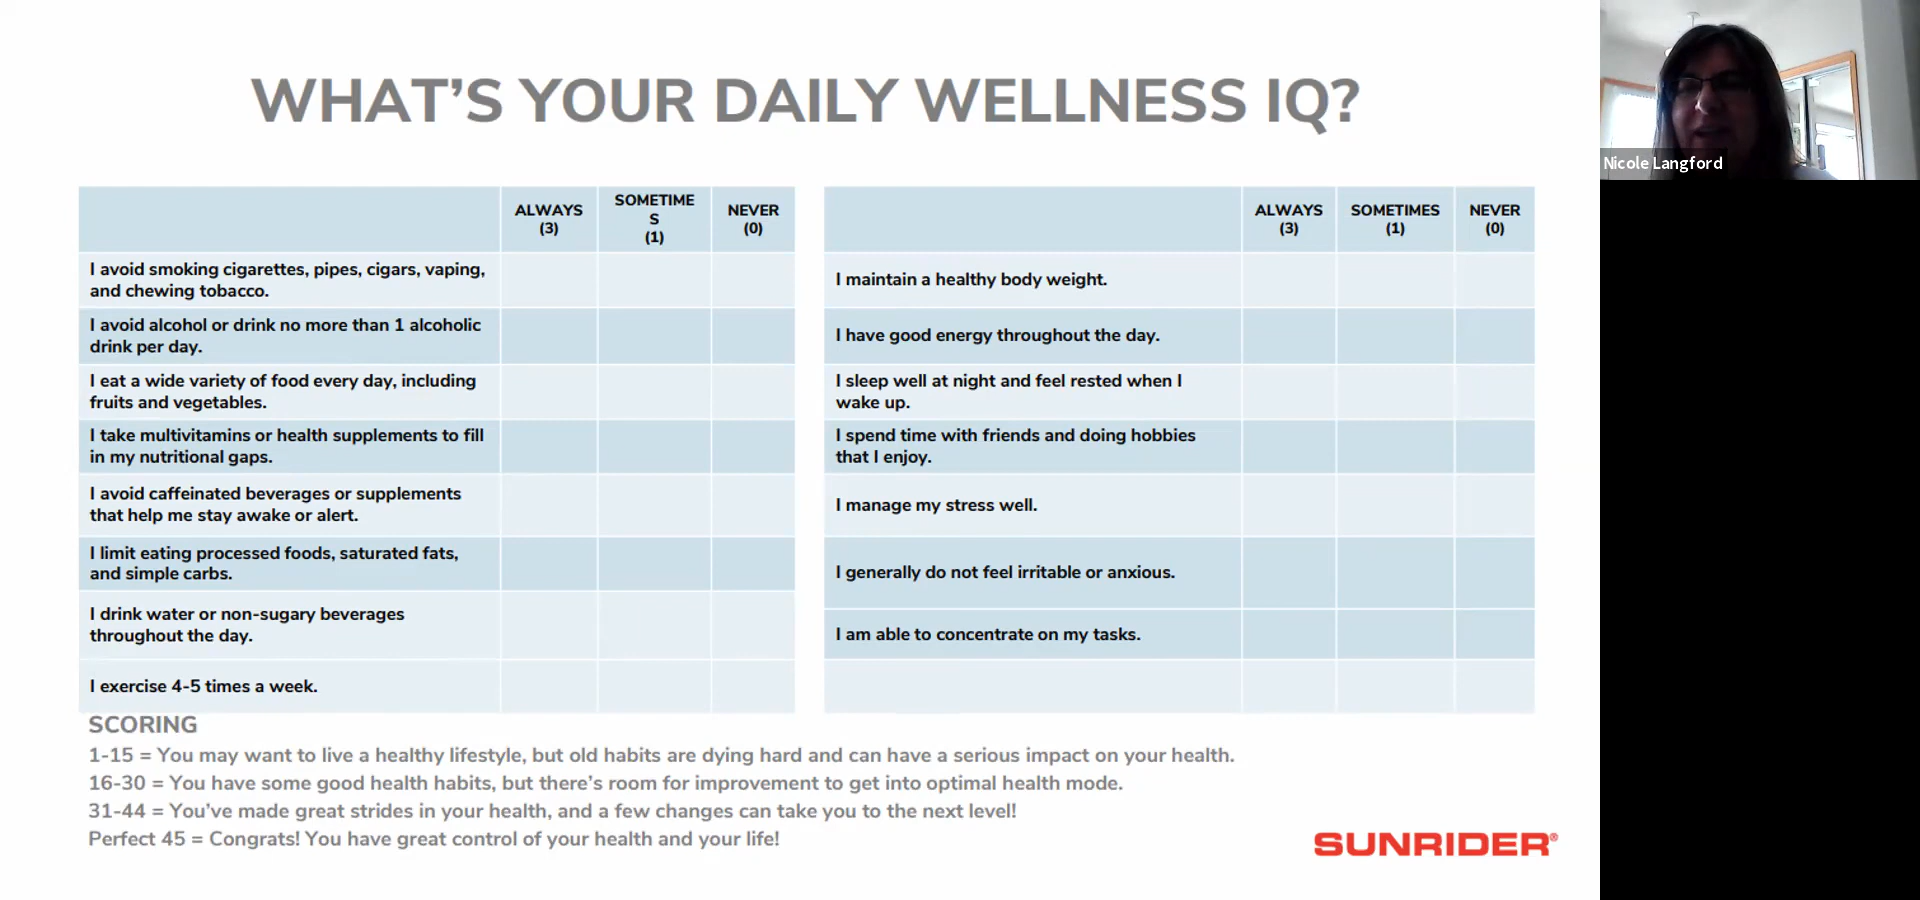 WHAT'S YOUR DAILY WELLNESS IQ?
Nicole Langford
ALWAYS
(3)
SOMETIME
S
(1)
NEVER
(0)
I avoid smoking cigarettes, pipes, cigars, vaping,
and chewing tobacco.
I avoid alcohol or drink no more than 1 alcoholic
drink per day.
I eat a wide variety of food every day, including
fruits and vegetables.
I take multivitamins or health supplements to fill
in my nutritional gaps.
I avoid caffeinated beverages or supplements
that help me stay awake or alert.
I limit eating processed foods, saturated fats,
and simple carbs.
I drink water or non-sugary beverages
throughout the day.
I exercise 4-5 times a week.
ALWAYS
(3)
SOMETIMES
(1)
NEVER
(0)
I maintain a healthy body weight.
I have good energy throughout the day.
I sleep well at night and feel rested when I
wake up.
I spend time with friends and doing hobbies
that I enjoy.
I manage my stress well.
I generally do not feel irritable or anxious.
I am able to concentrate on my tasks.
SCORING
1-15 = You may want to live a healthy lifestyle, but old habits are dying hard and can have a serious impact on your health.
16-30 = You have some good health habits, but there's room for improvement to get into optimal health mode.
31-44 = You've made great strides in your health, and a few changes can take you to the next level!
Perfect 45 = Congrats! You have great control of your health and your life!
SUNRIDER®